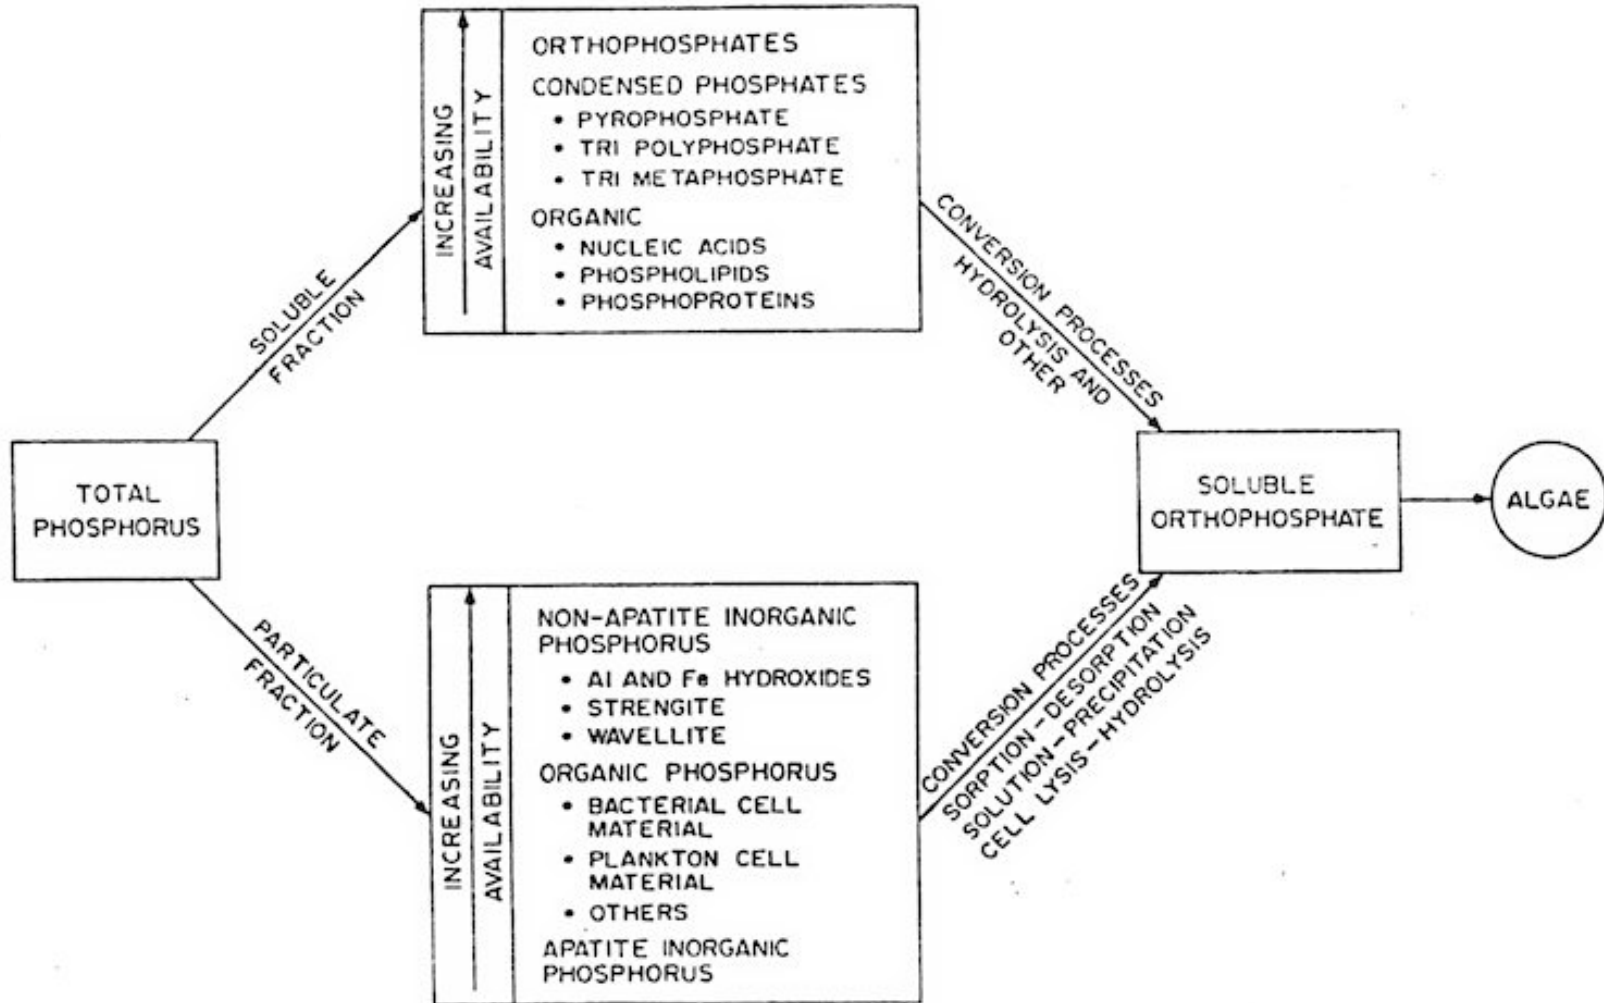 INCREASING
AVAILABILITY
ORTHOPHOSPHATES
CONDENSED PHOSPHATES
• PYROPHOSPHATE
• TRI POLYPHOSPHATE
• TRI METAPHOSPHATE
ORGANIC
• NUCLEIC ACIDS
• PHOSPHOLIPIDS
• PHOSPHOPROTEINS
SOLUBLE
FRACTION
CONVERSION PROCESSES
HYDROLYSIS AND
OTHER
TOTAL
PHOSPHORUS
SOLUBLE
ORTHOPHOSPHATE
ALGAE
PARTICULATE
FRACTION
INCREASING
AVAILABILITY
NON-APATITE INORGANIC
PHOSPHORUS
• Al AND Fe HYDROXIDES
• STRENGITE
• WAVELLITE
ORGANIC PHOSPHORUS
• BACTERIAL CELL
MATERIAL
• PLANKTON CELL
MATERIAL
• OTHERS
APATITE INORGANIC
PHOSPHORUS
CONVERSION PROCESSES
SORPTION-DESORPTION
SOLUTION-PRECIPITATION
CELL LYSIS-HYDROLYSIS